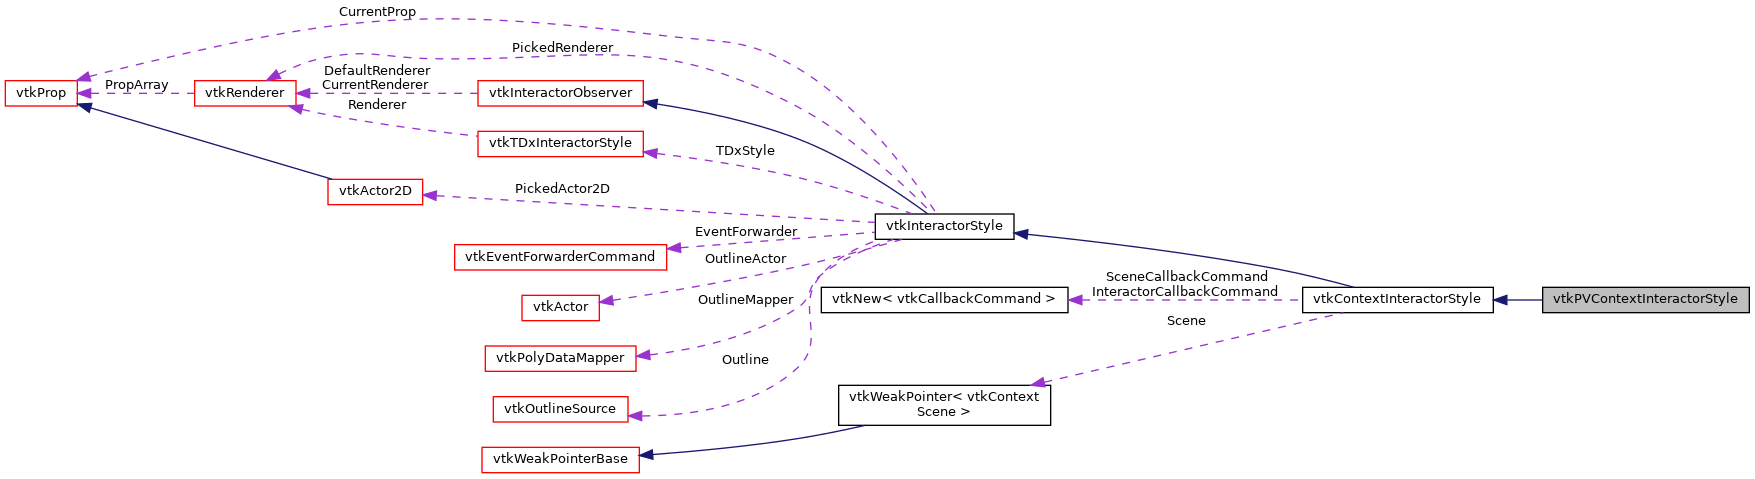 CurrentProp
PickedRenderer
DefaultRenderer
CurrentRenderer
vtkProp
PropArray
vtkRenderer
vtkInteractorObserver
Renderer
vtkTDxInteractorStyle
TDxStyle
vtkActor2D
PickedActor2D
vtkInteractorStyle
EventForwarder
vtkEventForwarderCommand
OutlineActor
SceneCallbackCommand
InteractorCallbackCommand
OutlineMapper
vtkNew< vtkCallbackCommand >
vtkContextInteractorStyle
vtkPVContextInteractorStyle
vtkActor
Scene
vtkPolyDataMapper
Outline
vtkWeakPointer< vtkContext
Scene >
vtkOutlineSource
vtkWeakPointerBase